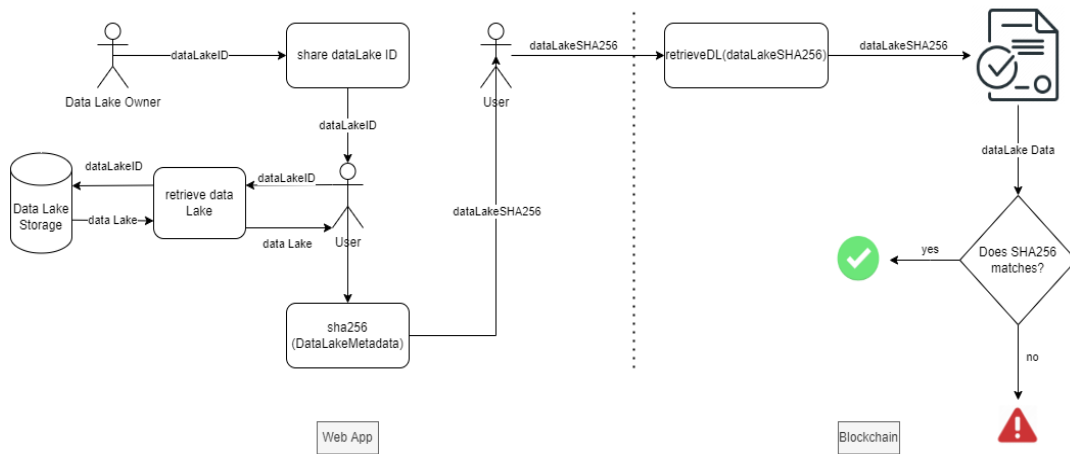 dataLakeID
share dataLake ID
Data Lake Owner
dataLakeID
dataLakeID
retrieve data
Lake
dataLakeID
Data Lake
Storage
data Lake
data Lake
User
sha256
(DataLakeMetadata)
dataLakeSHA256
User
dataLakeSHA256
retrieveDL(dataLakeSHA256)
dataLakeSHA256
dataLake Data
Does SHA256
matches?
yes
no
Web App
Blockchain